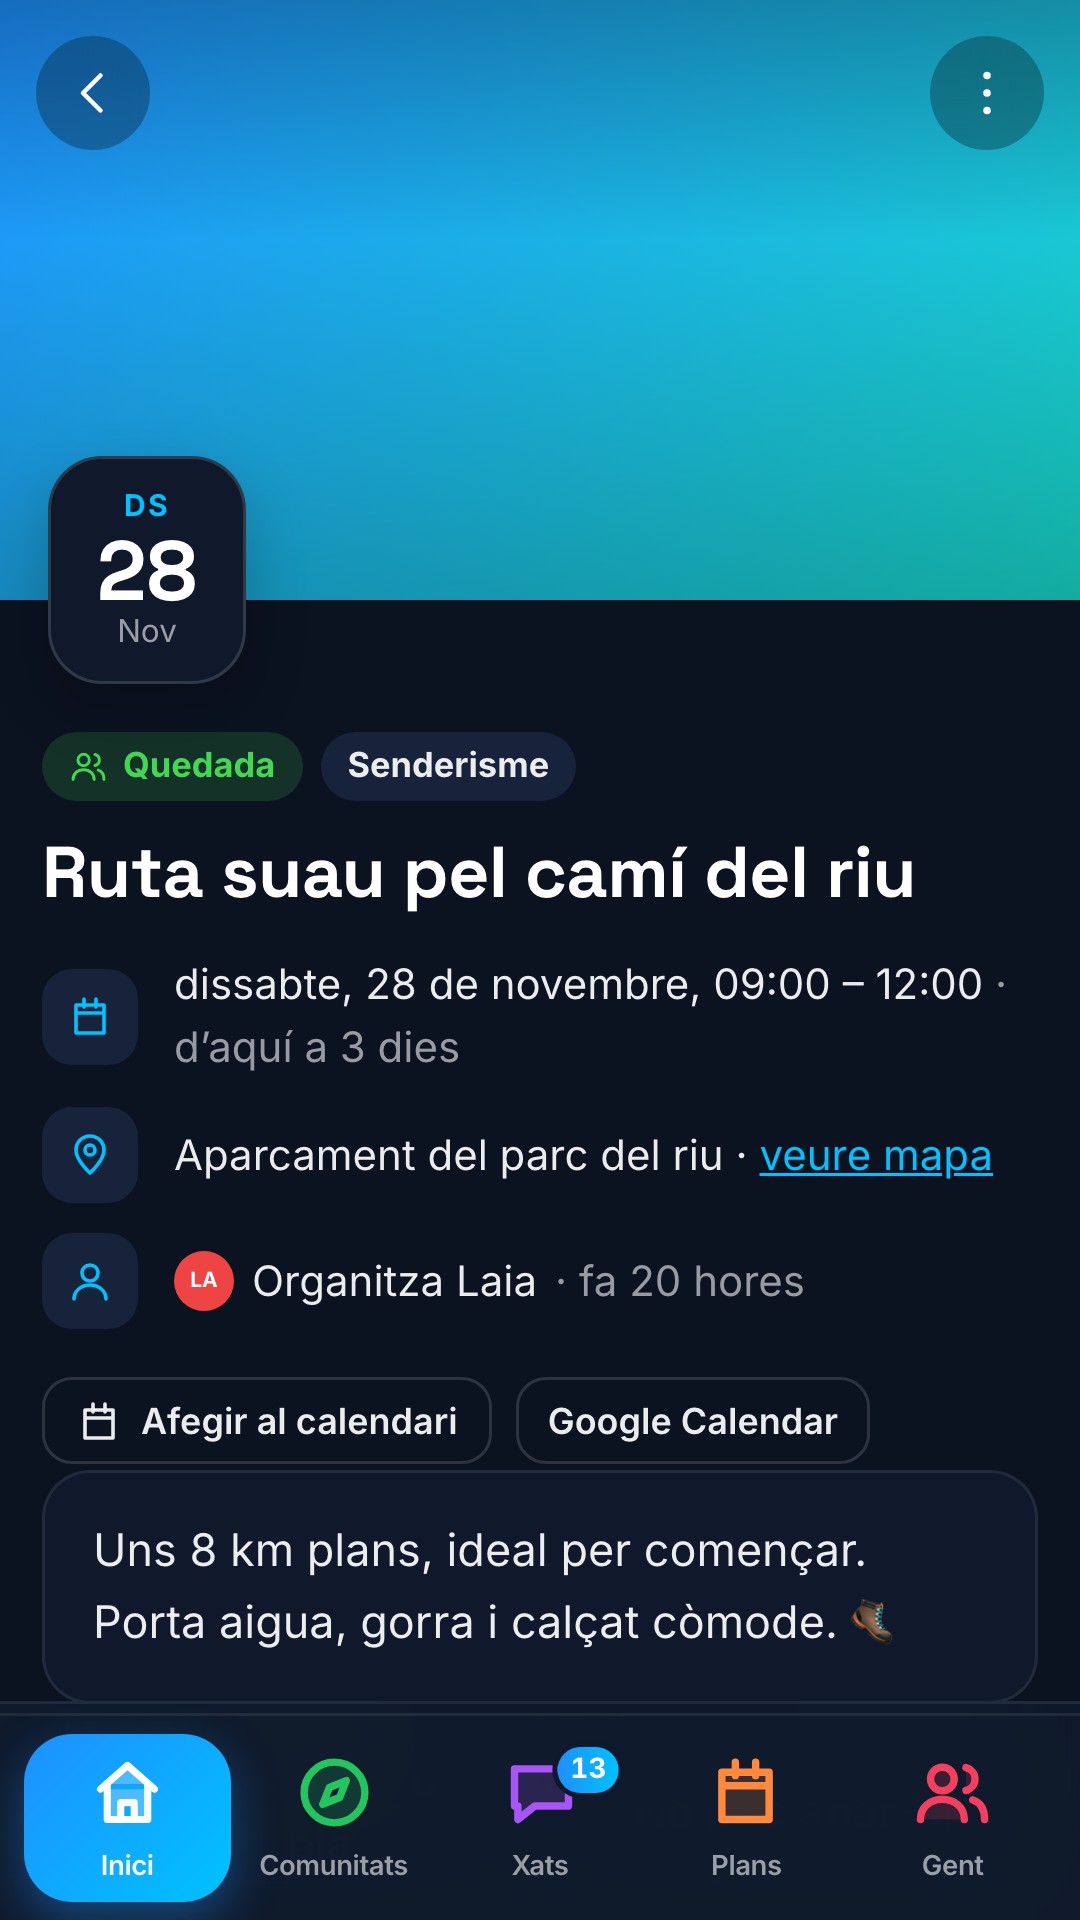 DS
28
Nov
Quedada
Senderisme
Ruta suau pel camí del riu
dissabte, 28 de novembre, 09:00 – 12:00 ·
d’aquí a 3 dies
Aparcament del parc del riu · veure mapa
LA Organitza Laia · fa 20 hores
Afegir al calendari
Google Calendar
Uns 8 km plans, ideal per començar.
Porta aigua, gorra i calçat còmode. 🥾
13
Inici
Comunitats
Xats
Plans
Gent